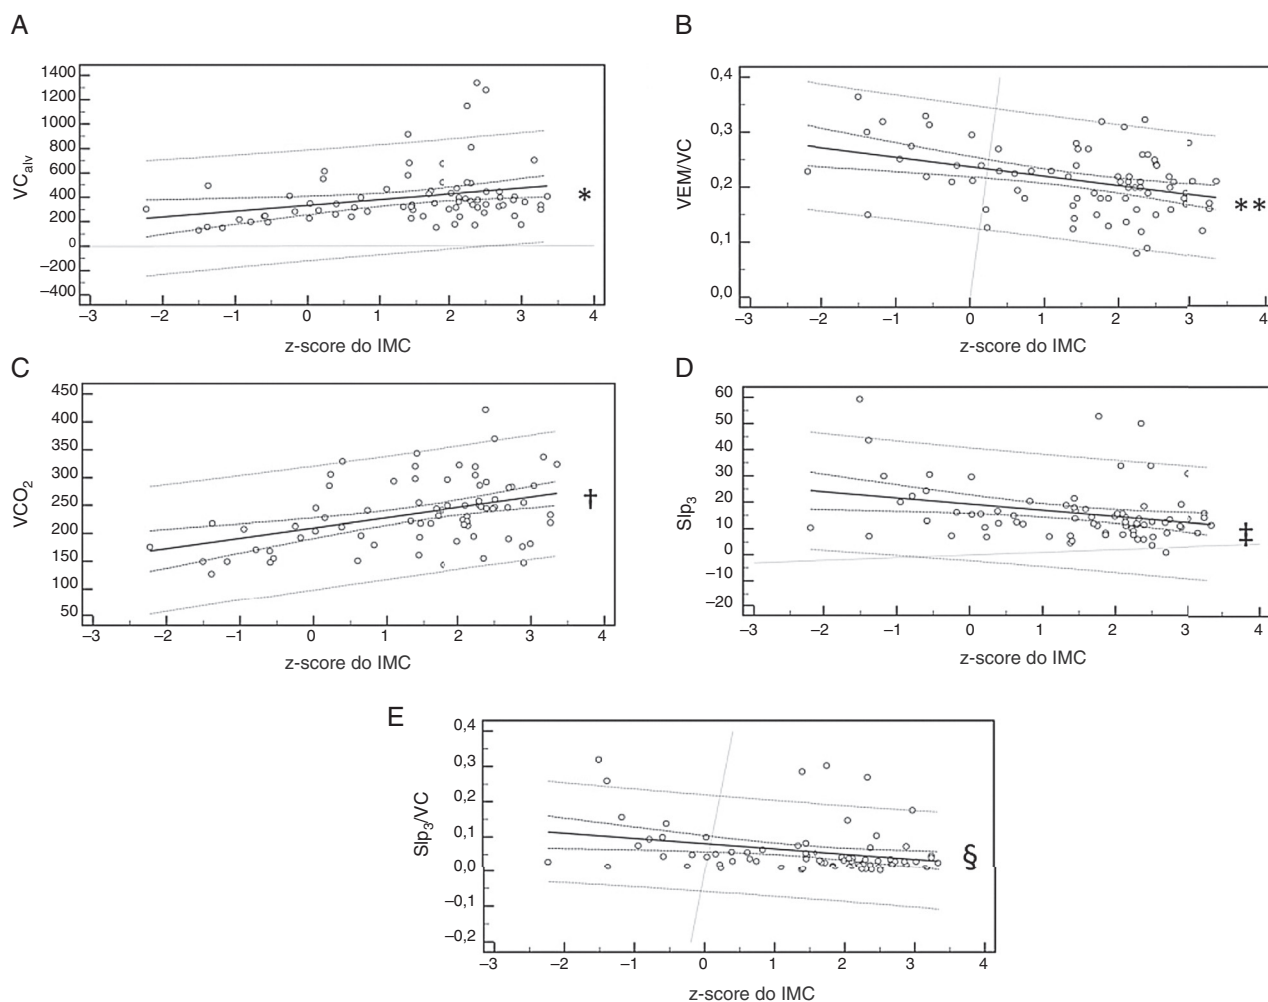 A
VC_alv
1400
1200
1000
800
600
400
200
0
−200
−400
−3 −2 −1 0 1 2 3 4
z-score do IMC
*
B
VEM/VC
0,4
0,3
0,2
0,1
0,0
−3 −2 −1 0 1 2 3 4
z-score do IMC
**
C
VCO₂
450
400
350
300
250
200
150
100
50
−3 −2 −1 0 1 2 3 4
z-score do IMC
†
D
Slp₃
60
50
40
30
20
10
0
−10
−20
−3 −2 −1 0 1 2 3 4
z-score do IMC
‡
E
Slp₃/VC
0,4
0,3
0,2
0,1
0,0
−0,1
−0,2
−3 −2 −1 0 1 2 3 4
z-score do IMC
§